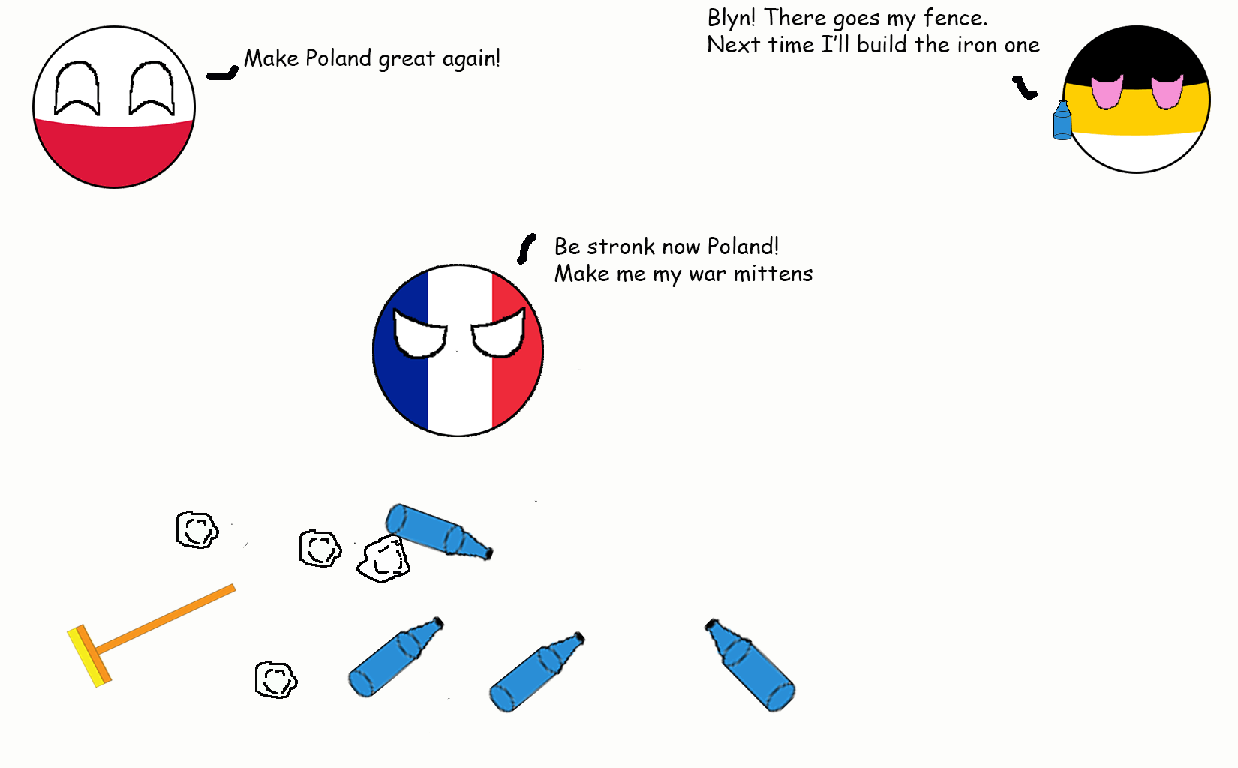 Make Poland great again!
Blyn! There goes my fence.
Next time I'll build the iron one
Be stronk now Poland!
Make me my war mittens